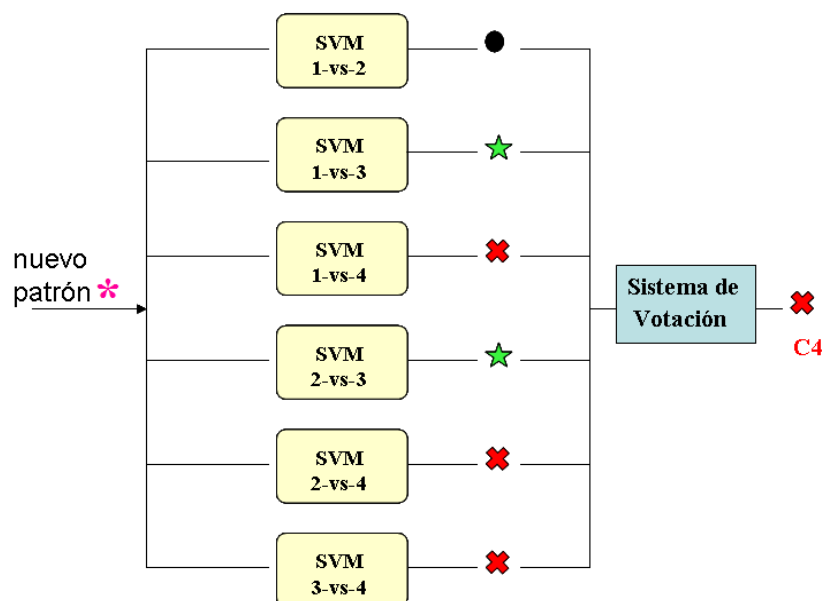 SVM
1-vs-2
SVM
1-vs-3
SVM
1-vs-4
nuevo
patrón
SVM
2-vs-3
SVM
2-vs-4
SVM
3-vs-4
Sistema de
Votación
C4